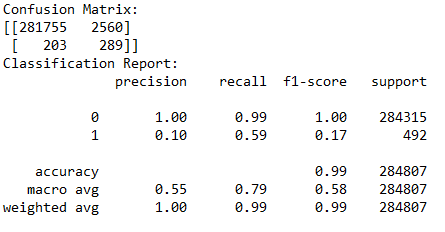 Confusion Matrix:
[[281755 2560]
[ 203 289]]
Classification Report:
precision recall f1-score support
0 1.00 0.99 1.00 284315
1 0.10 0.59 0.17 492
accuracy 0.99 284807
macro avg 0.55 0.79 0.58 284807
weighted avg 1.00 0.99 0.99 284807